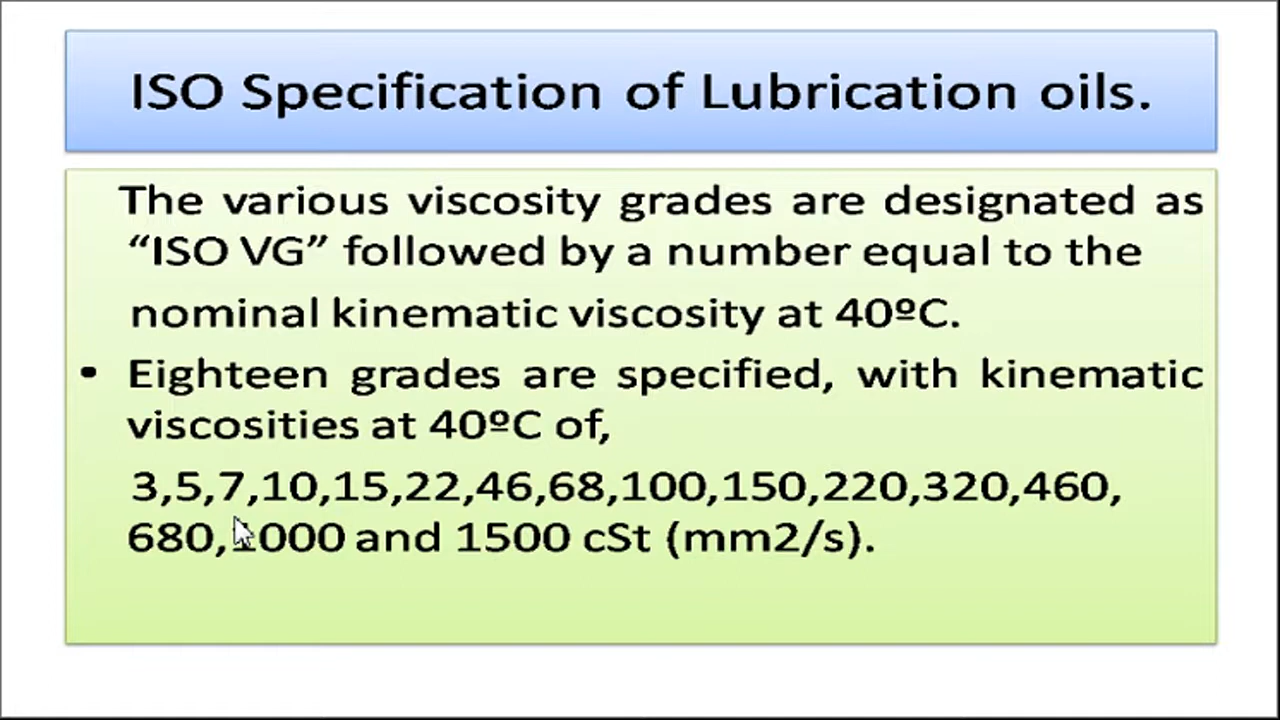 ISO Specification of Lubrication oils.
The various viscosity grades are designated as
“ISO VG” followed by a number equal to the
nominal kinematic viscosity at 40ºC.
• Eighteen grades are specified, with kinematic
viscosities at 40ºC of,
3,5,7,10,15,22,46,68,100,150,220,320,460,
680,1000 and 1500 cSt (mm2/s).